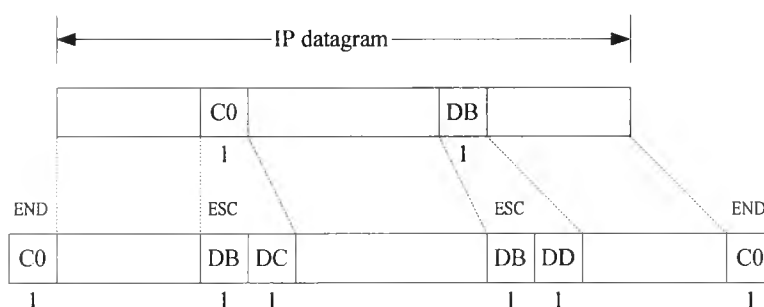 IP datagram
C0 DB
1 1
END ESC ESC END
C0 DB DC DB DD C0
1 1 1 1 1 1